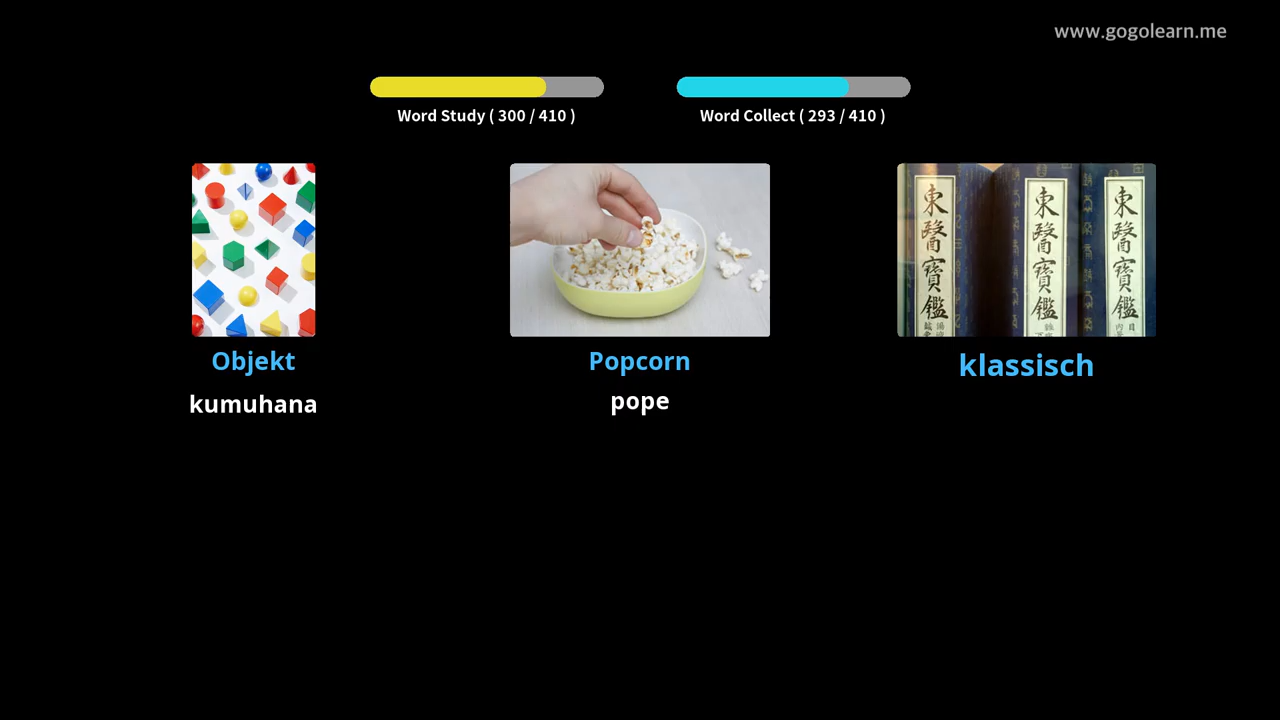 www.gogolearn.me
Word Study ( 300 / 410 )
Word Collect ( 293 / 410 )
東醫寶鑑
東醫寶鑑
東醫寶鑑
Objekt
Popcorn
klassisch
kumuhana
pope